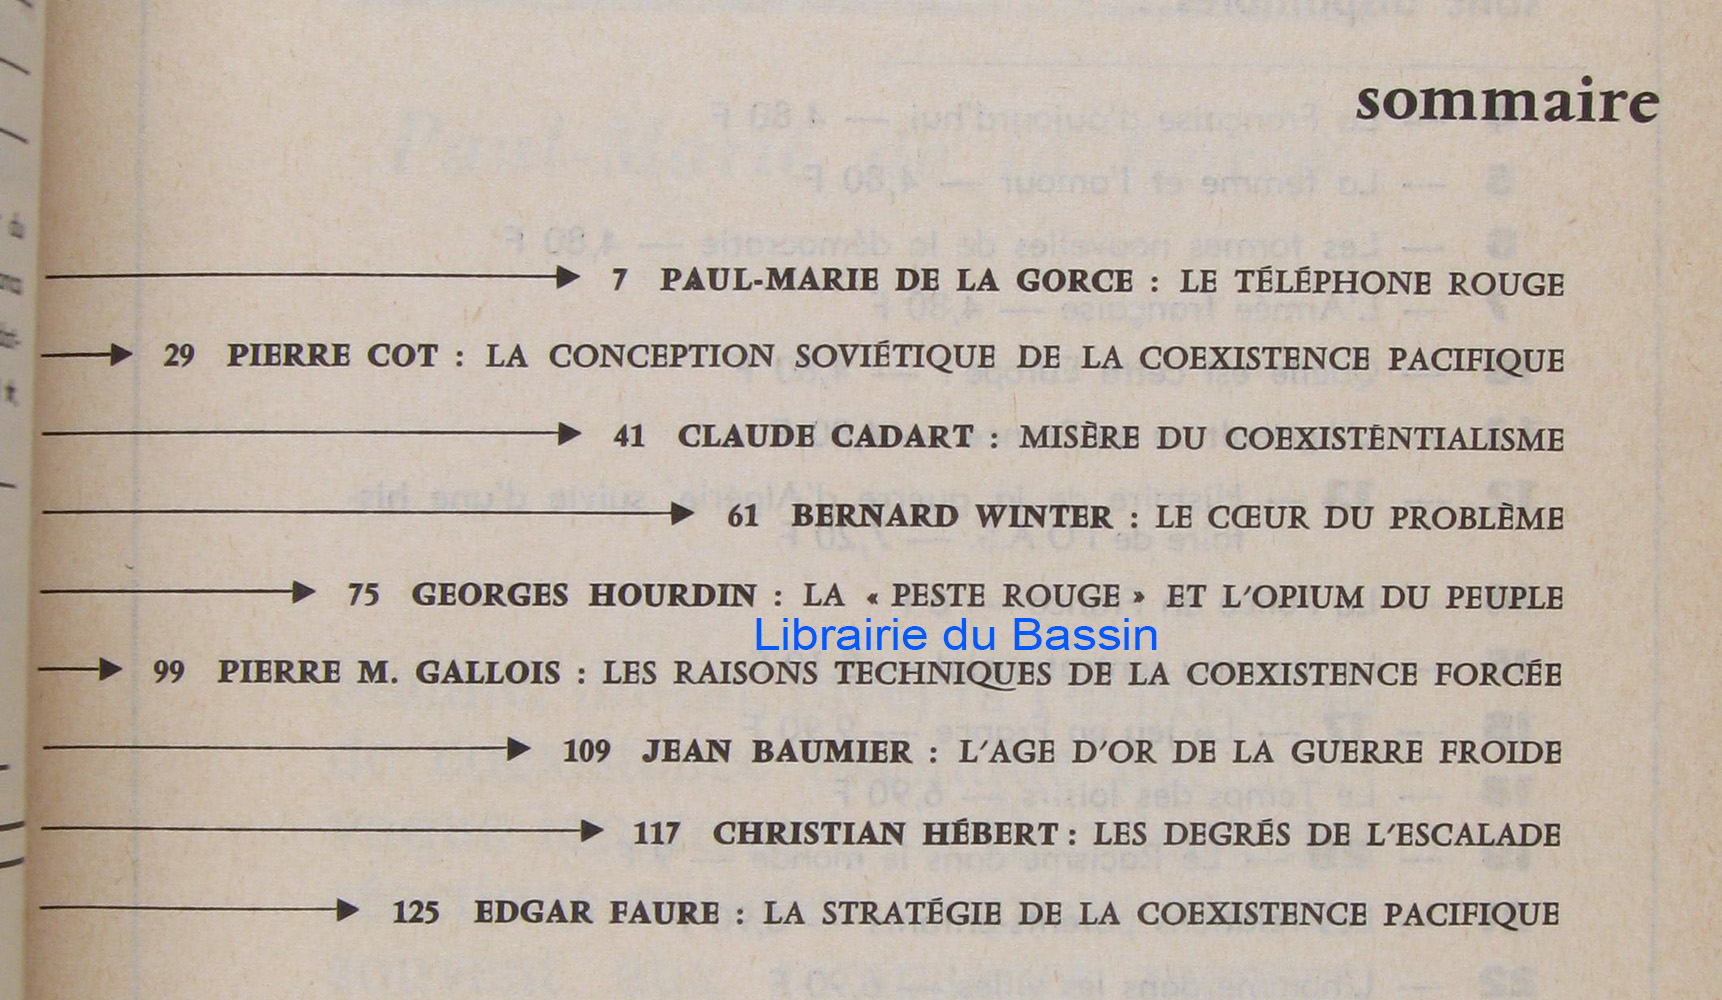 sommaire
7 PAUL-MARIE DE LA GORCE : LE TÉLÉPHONE ROUGE
29 PIERRE COT : LA CONCEPTION SOVIÉTIQUE DE LA COEXISTENCE PACIFIQUE
41 CLAUDE CADART : MISÈRE DU COEXISTENTIALISME
61 BERNARD WINTER : LE CŒUR DU PROBLÈME
75 GEORGES HOURDIN : LA « PESTE ROUGE » ET L'OPIUM DU PEUPLE
Librairie du Bassin
99 PIERRE M. GALLOIS : LES RAISONS TECHNIQUES DE LA COEXISTENCE FORCÉE
109 JEAN BAUMIER : L'AGE D'OR DE LA GUERRE FROIDE
117 CHRISTIAN HÉBERT : LES DEGRÉS DE L'ESCALADE
125 EDGAR FAURE : LA STRATÉGIE DE LA COEXISTENCE PACIFIQUE